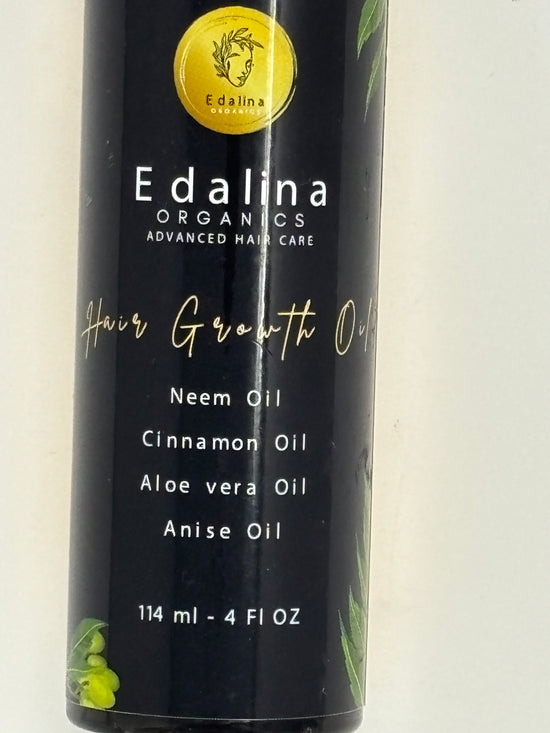 Edalina
ORGANICS
Edalina
ORGANICS
ADVANCED HAIR CARE
Hair Growth Oil
Neem Oil
Cinnamon Oil
Aloe vera Oil
Anise Oil
114 ml - 4 Fl OZ